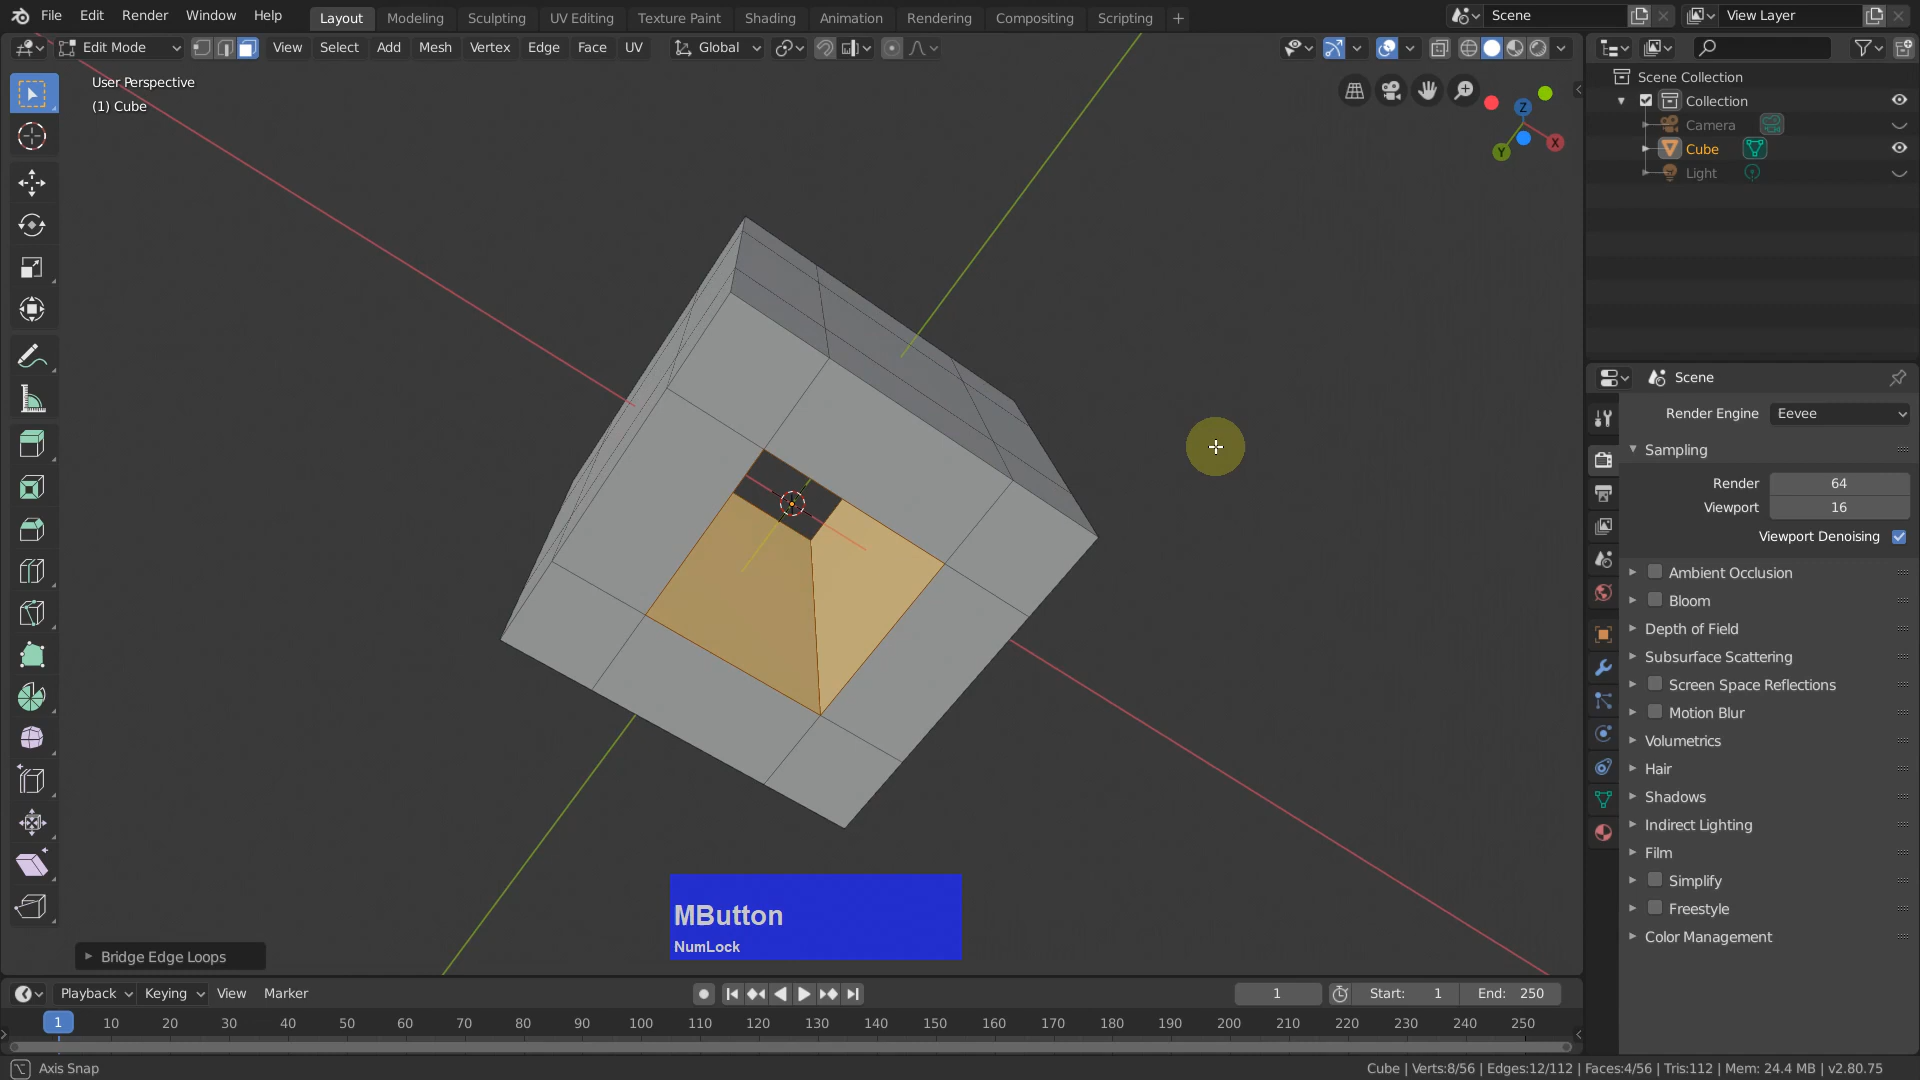 File Edit Render Window Help Layout Modeling Sculpting UV Editing Texture Paint Shading Animation Rendering Compositing Scripting + Scene View Layer
Edit Mode View Select Add Mesh Vertex Edge Face UV Global
User Perspective
(1) Cube
Z
X
Y
Scene Collection
Collection
Camera
Cube
Light
Scene
Render Engine Eevee
Sampling
Render 64
Viewport 16
Viewport Denoising
Ambient Occlusion
Bloom
Depth of Field
Subsurface Scattering
Screen Space Reflections
Motion Blur
Volumetrics
Hair
Shadows
Indirect Lighting
Film
Simplify
Freestyle
Color Management
MButton
NumLock
Bridge Edge Loops
Playback Keying View Marker 1 Start: 1 End: 250
1 10 20 30 40 50 60 70 80 90 100 110 120 130 140 150 160 170 180 190 200 210 220 230 240 250
Axis Snap
Cube | Verts:8/56 | Edges:12/112 | Faces:4/56 | Tris:112 | Mem: 24.4 MB | v2.80.75